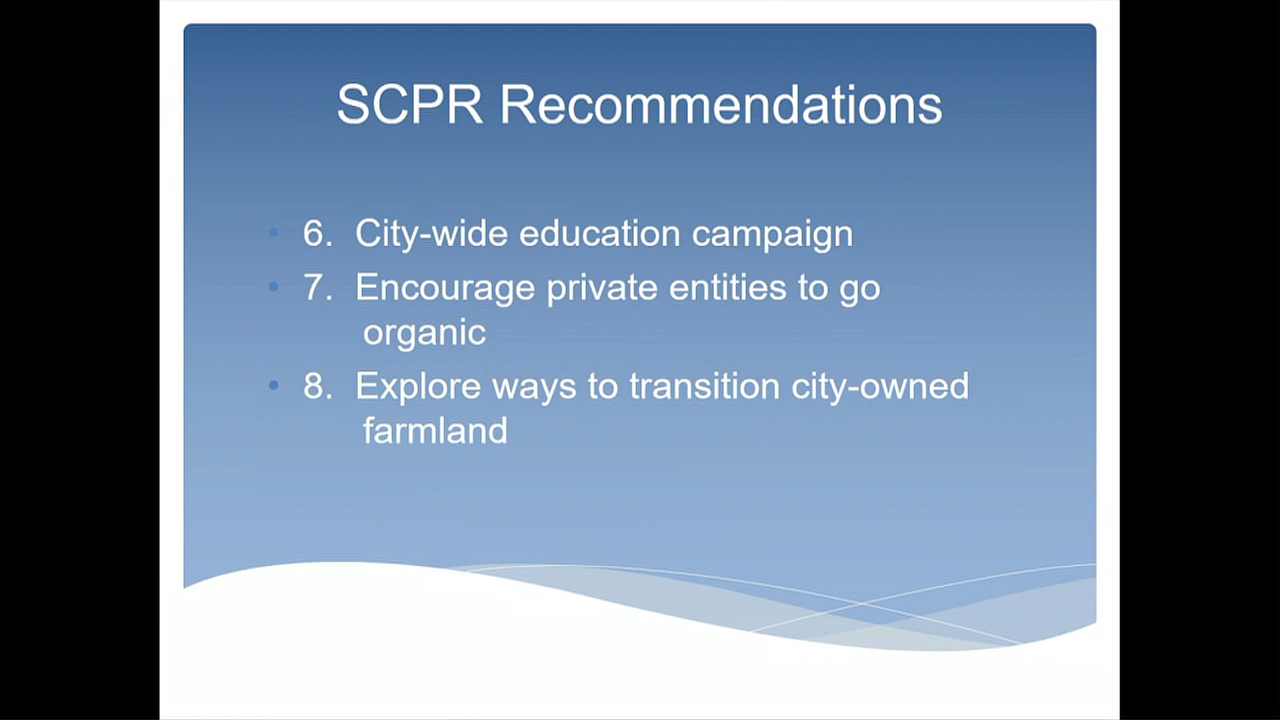 SCPR Recommendations
• 6. City-wide education campaign
• 7. Encourage private entities to go
organic
• 8. Explore ways to transition city-owned
farmland